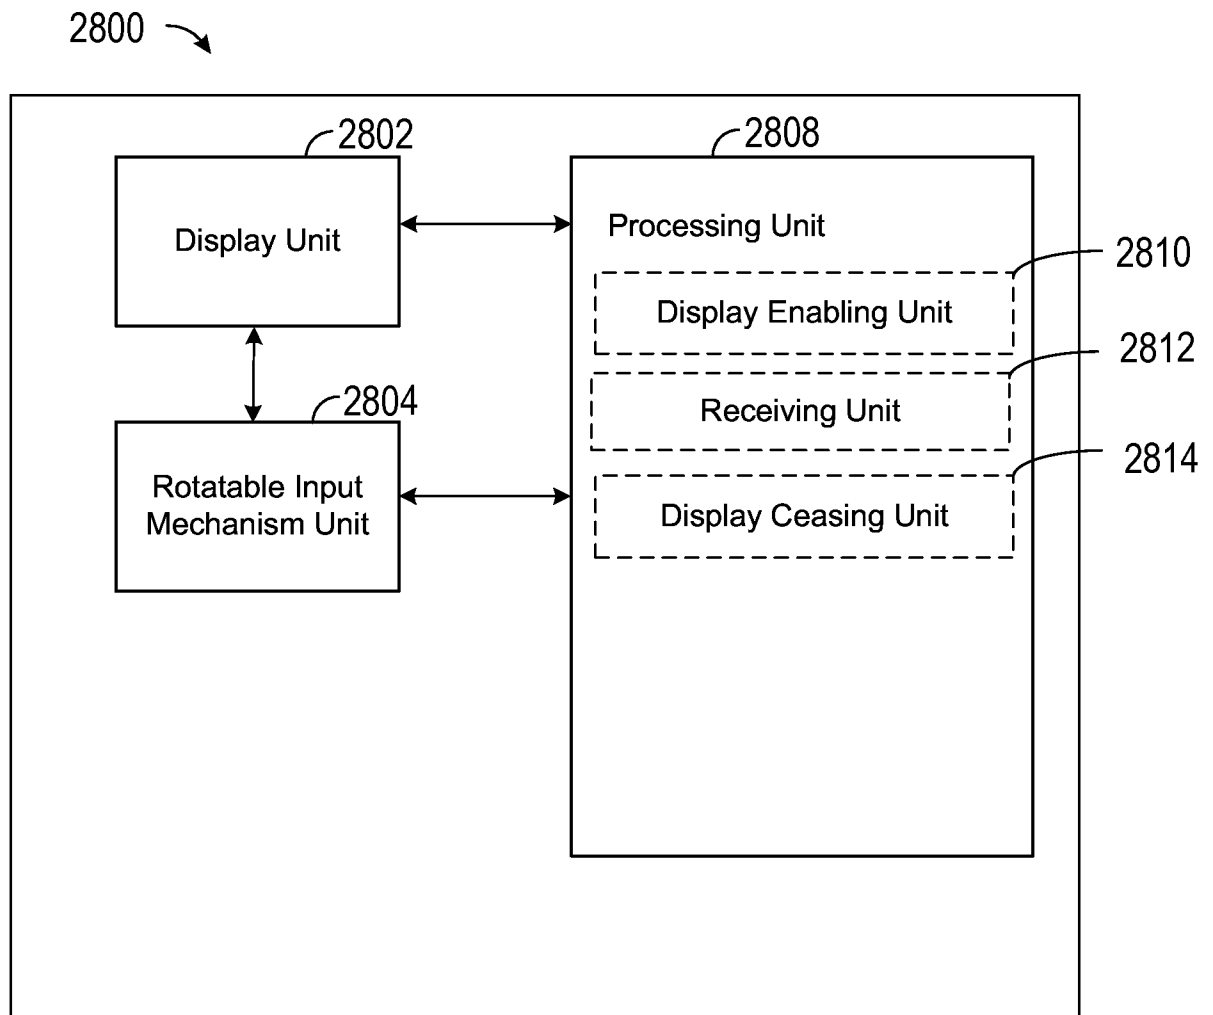 2800
2802
2808
Display Unit
Processing Unit
2810
Display Enabling Unit
2812
2804
Receiving Unit
2814
Rotatable Input
Mechanism Unit
Display Ceasing Unit